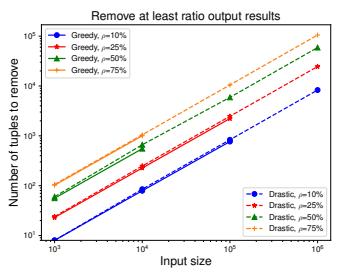 Remove at least ratio output results
Number of tuples to remove
10⁵
10⁴
10³
10²
10¹
Greedy, ρ=10%
Greedy, ρ=25%
Greedy, ρ=50%
Greedy, ρ=75%
Drastic, ρ=10%
Drastic, ρ=25%
Drastic, ρ=50%
Drastic, ρ=75%
10³
10⁴
10⁵
10⁶
Input size